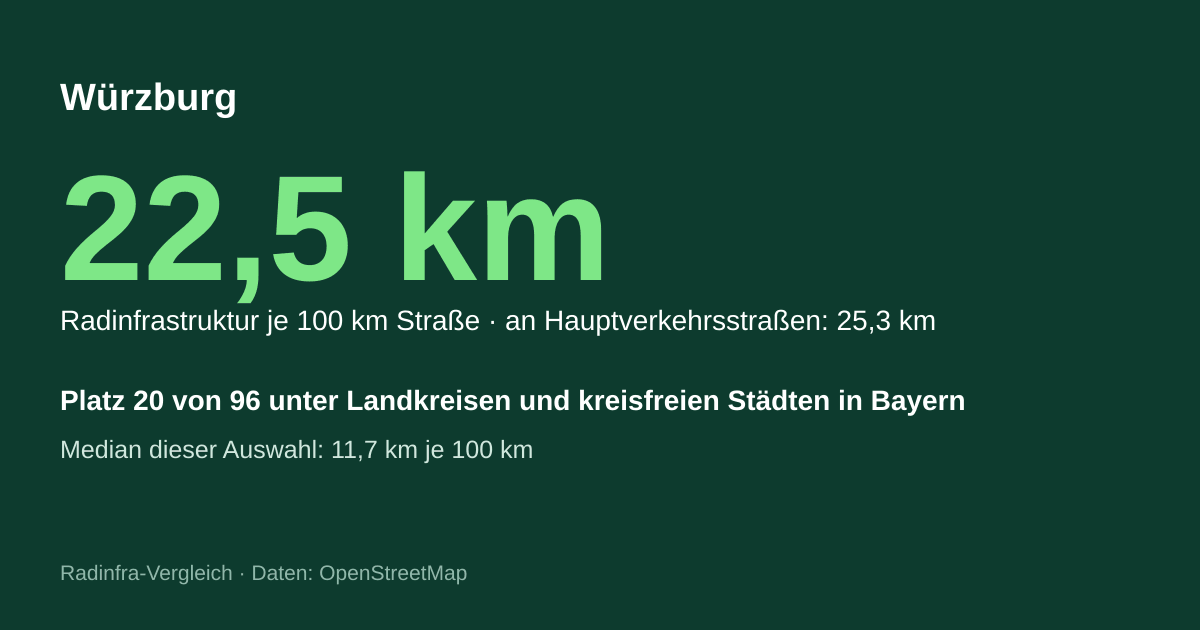 Würzburg
22,5 km
Radinfrastruktur je 100 km Straße · an Hauptverkehrsstraßen: 25,3 km
Platz 20 von 96 unter Landkreisen und kreisfreien Städten in Bayern
Median dieser Auswahl: 11,7 km je 100 km
Radinfra-Vergleich · Daten: OpenStreetMap